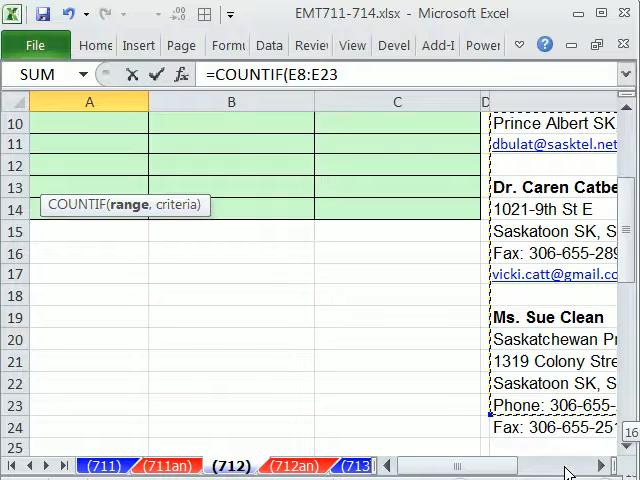 EMT711-714.xlsx - Microsoft Excel
File Home Insert Page Formu Data Review View Devel Add-I Power
SUM =COUNTIF(E8:E23
A B C D
10 Prince Albert SK
11 dbulat@sasktel.net
12
13 Dr. Caren Catbe
14 1021-9th St E
COUNTIF(range, criteria)
15 Saskatoon SK, S
16 Fax: 306-655-289
17 vicki.catt@gmail.co
18
19 Ms. Sue Clean
20 Saskatchewan Pr
21 1319 Colony Stre
22 Saskatoon SK, S
23 Phone: 306-655-
24 Fax: 306-655-251
25
16
(711) (711an) (712) (712an) (713